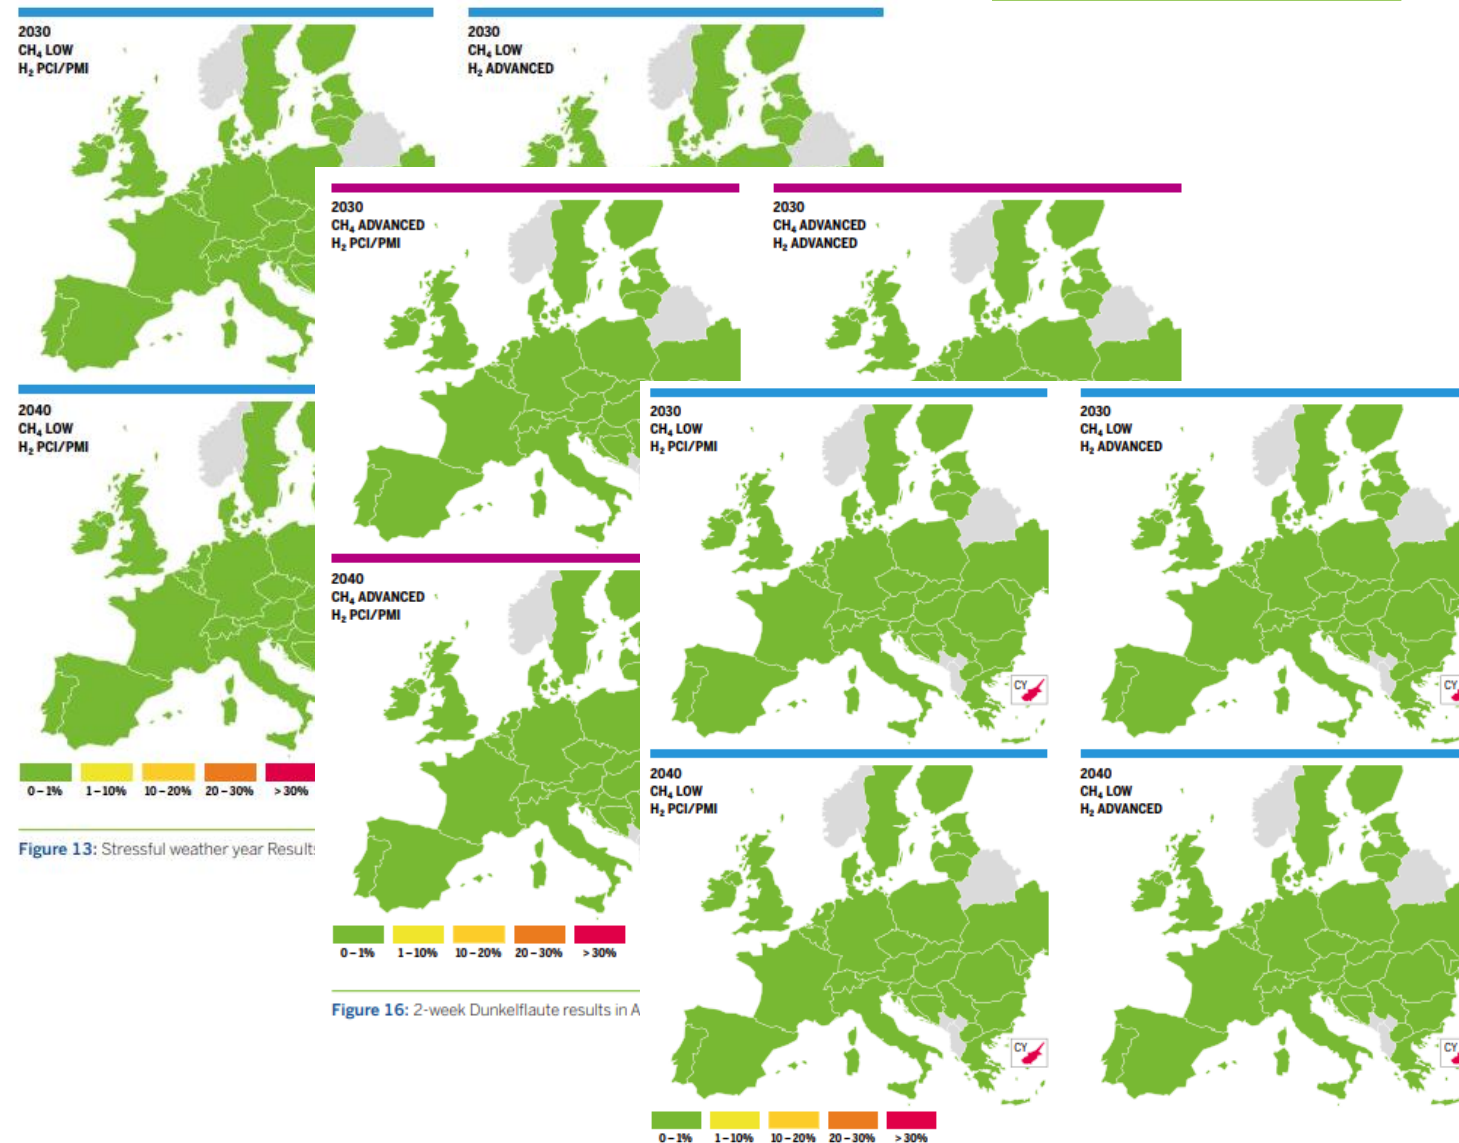 2030
CH₄ LOW
H₂ PCI/PMI
2030
CH₄ LOW
H₂ ADVANCED
2040
CH₄ LOW
H₂ PCI/PMI
0 – 1%
1 – 10%
10 – 20%
20 – 30%
> 30%
Figure 13: Stressful weather year Results
2030
CH₄ ADVANCED
H₂ PCI/PMI
2030
CH₄ ADVANCED
H₂ ADVANCED
2040
CH₄ ADVANCED
H₂ PCI/PMI
0 – 1%
1 – 10%
10 – 20%
20 – 30%
> 30%
Figure 16: 2-week Dunkelflaute results in A
2030
CH₄ LOW
H₂ PCI/PMI
CY
2030
CH₄ LOW
H₂ ADVANCED
CY
2040
CH₄ LOW
H₂ PCI/PMI
CY
2040
CH₄ LOW
H₂ ADVANCED
CY
0 – 1%
1 – 10%
10 – 20%
20 – 30%
> 30%